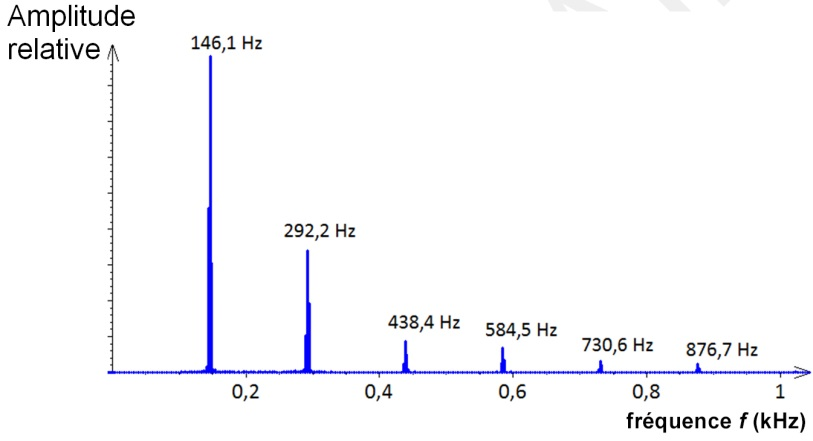 Amplitude
relative
146,1 Hz
292,2 Hz
438,4 Hz
584,5 Hz
730,6 Hz
876,7 Hz
0,2 0,4 0,6 0,8 1
fréquence f (kHz)